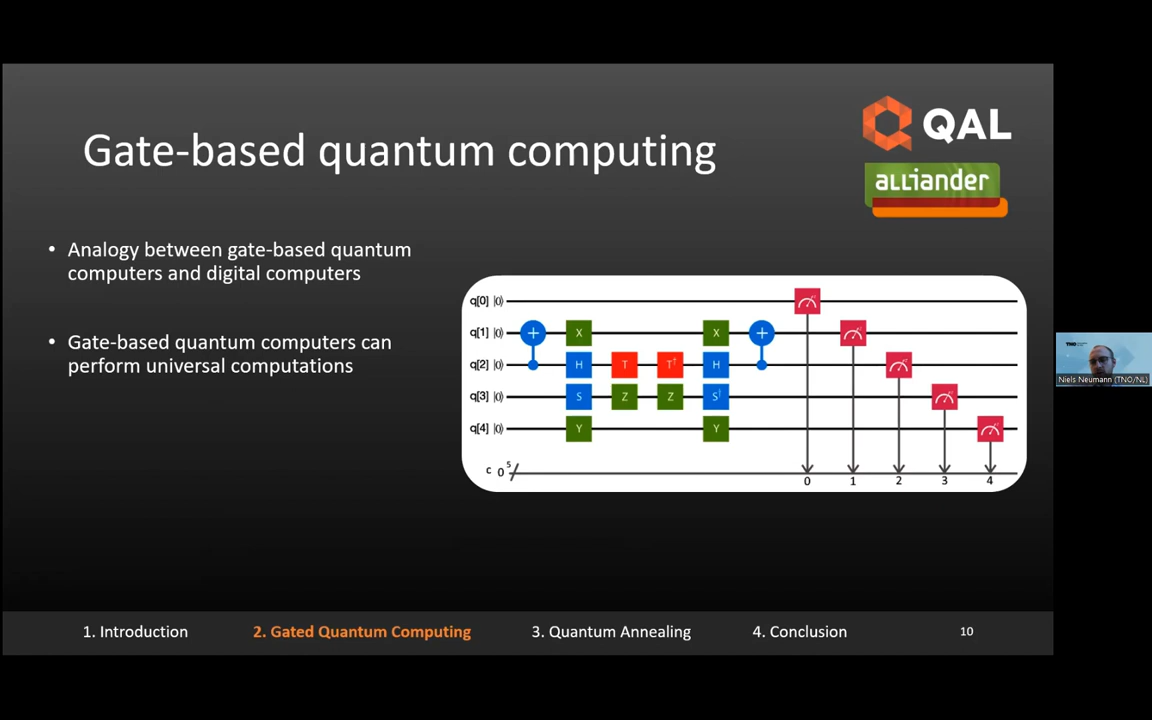 Gate-based quantum computing
QAL
alliander
• Analogy between gate-based quantum
computers and digital computers
• Gate-based quantum computers can
perform universal computations
q[0] |0⟩
q[1] |0⟩ + X X +
q[2] |0⟩ H T T† H
q[3] |0⟩ S Z Z S†
q[4] |0⟩ Y Y
c 0 5
0 1 2 3 4
Niels Neumann (TNO/NL)
1. Introduction 2. Gated Quantum Computing 3. Quantum Annealing 4. Conclusion 10